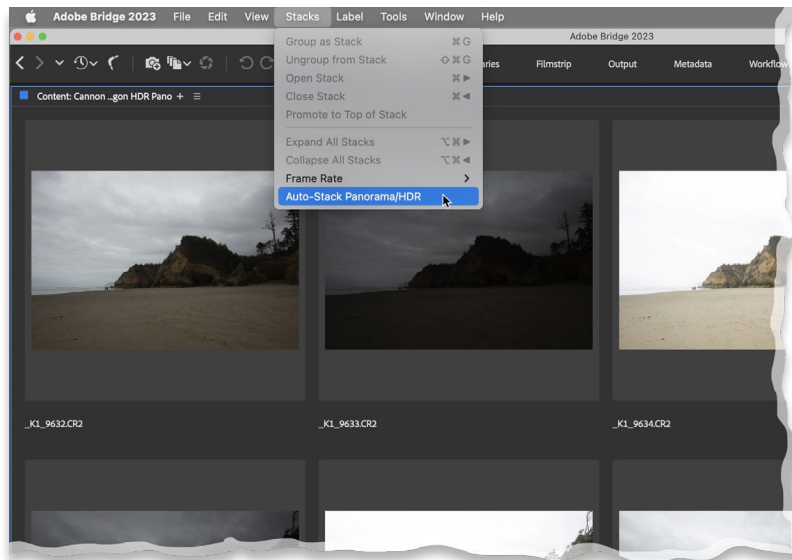 Adobe Bridge 2023 File Edit View Stacks Label Tools Window Help
Adobe Bridge 2023
aries Filmstrip Output Metadata Workflow
Content: Cannon ..gon HDR Pano + ≡
Group as Stack ⌘ G
Ungroup from Stack ⇧ ⌘ G
Open Stack ⌘ ▶
Close Stack ⌘ ◀
Promote to Top of Stack
Expand All Stacks ⌥ ⌘ ▶
Collapse All Stacks ⌥ ⌘ ◀
Frame Rate >
Auto-Stack Panorama/HDR
_K1_9632.CR2 _K1_9633.CR2 _K1_9634.CR2